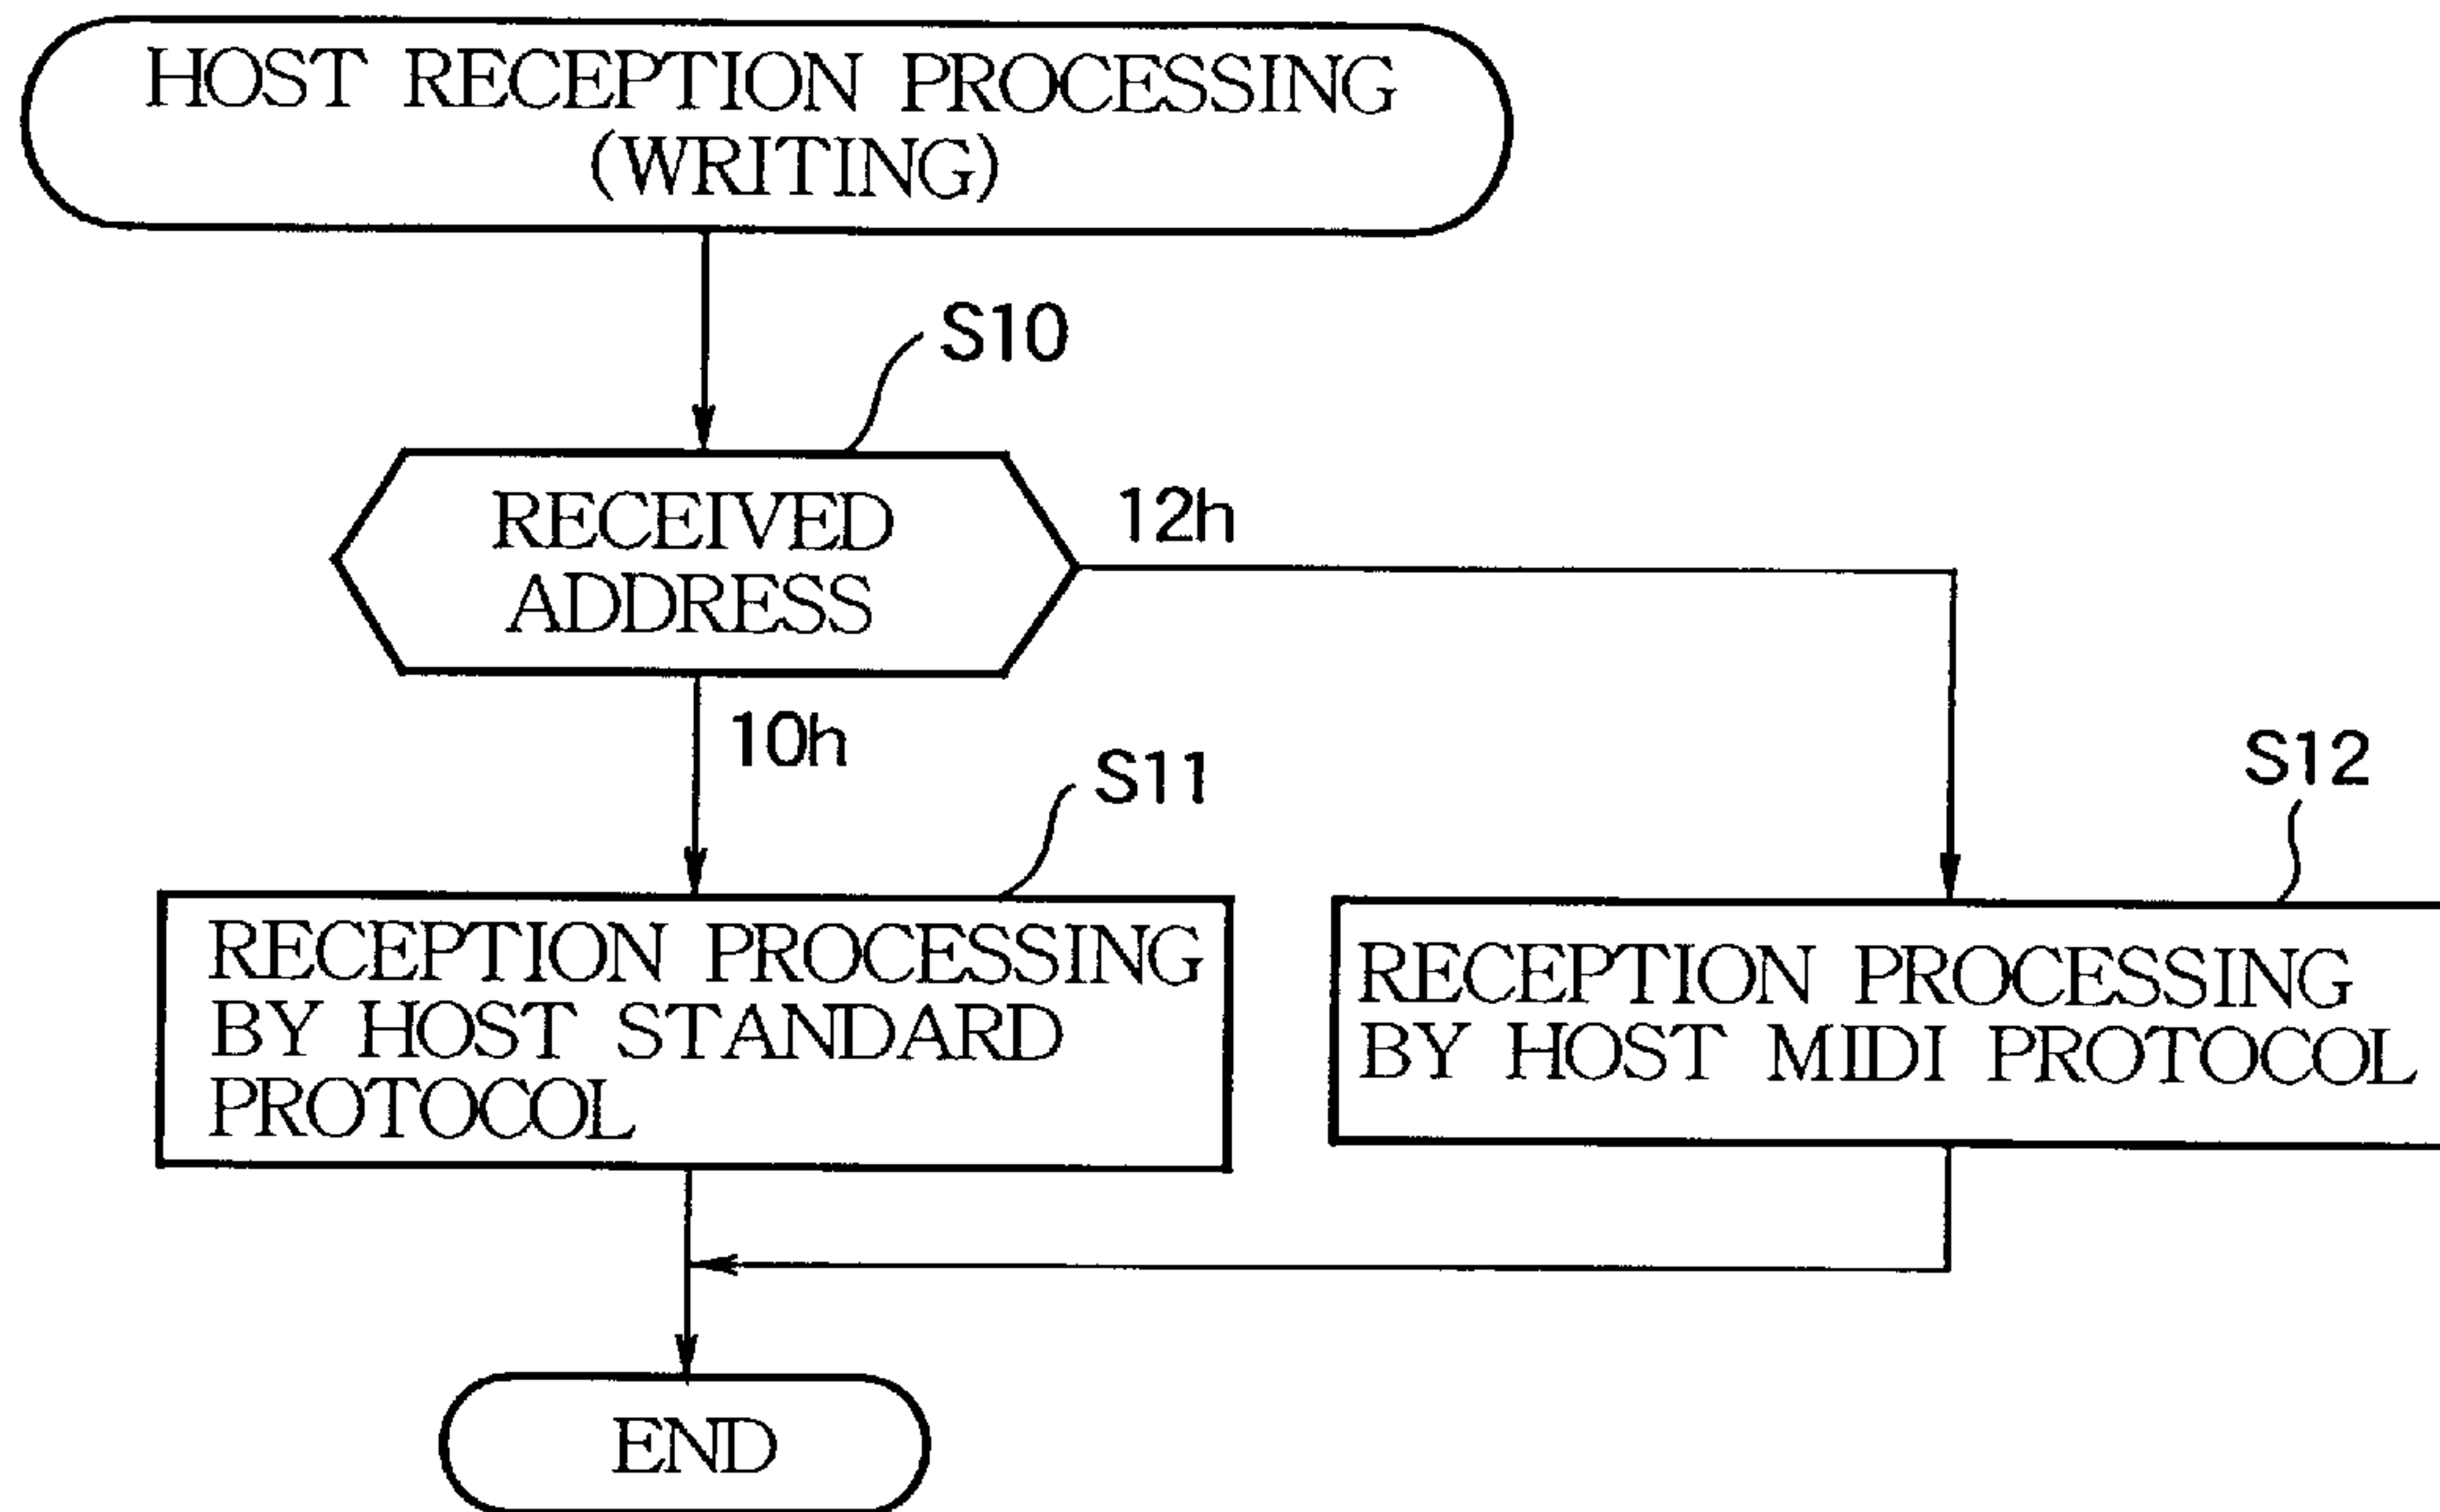 HOST RECEPTION PROCESSING
(WRITING)
S10
RECEIVED
ADDRESS
12h
10h
S11
S12
RECEPTION PROCESSING
BY HOST STANDARD
PROTOCOL
RECEPTION PROCESSING
BY HOST MIDI PROTOCOL
END